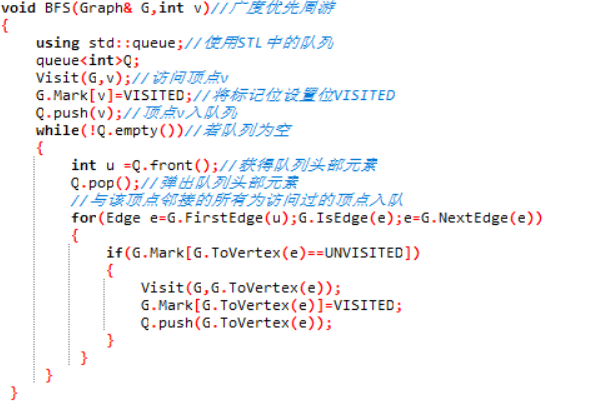 void BFS(Graph& G,int v)//广度优先周游
{
using std::queue;//使用STL中的队列
queue<int>Q;
Visit(G,v);//访问顶点v
G.Mark[v]=VISITED;//将标记位设置位VISITED
Q.push(v);//顶点v入队列
while(!Q.empty())//若队列为空
{
int u =Q.front();//获得队列头部元素
Q.pop();//弹出队列头部元素
//与该顶点邻接的所有为访问过的顶点入队
for(Edge e=G.FirstEdge(u);G.IsEdge(e);e=G.NextEdge(e))
{
if(G.Mark[G.ToVertex(e)==UNVISITED])
{
Visit(G,G.ToVertex(e));
G.Mark[G.ToVertex(e)]=VISITED;
Q.push(G.ToVertex(e));
}
}
}
}